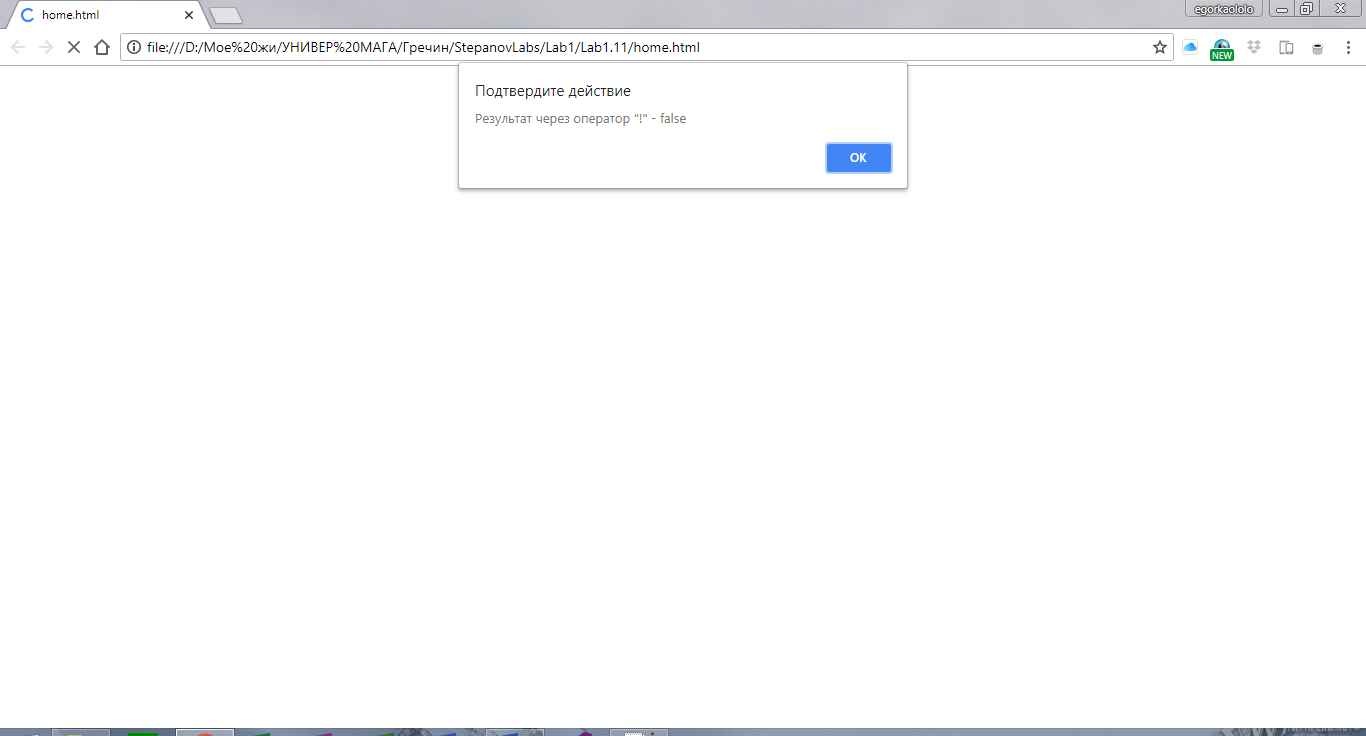 home.html
egorkaololo
file:///D:/Мое%20жи/УНИВЕР%20МАГА/Гречин/StepanovLabs/Lab1/Lab1.11/home.html
NEW
Подтвердите действие
Результат через оператор "!" - false
OK